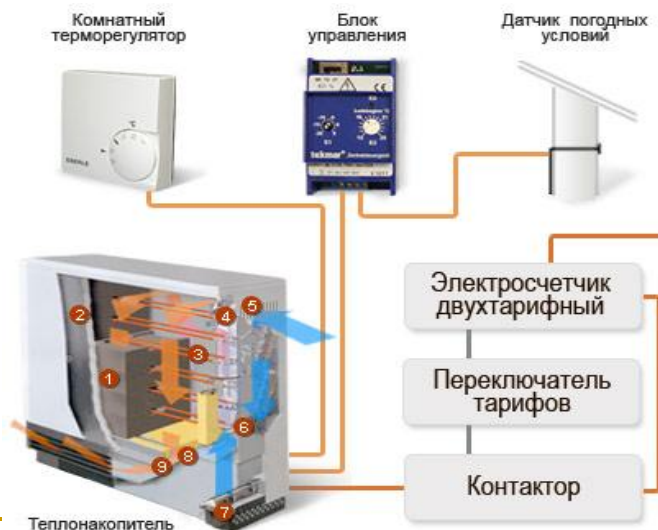 Комнатный
терморегулятор
Блок
управления
Датчик погодных
условий
EBERLE
°C
tekmar
Электросчетчик
двухтарифный
Переключатель
тарифов
Контактор
1
2
3
4
5
6
7
8
9
Теплонакопитель